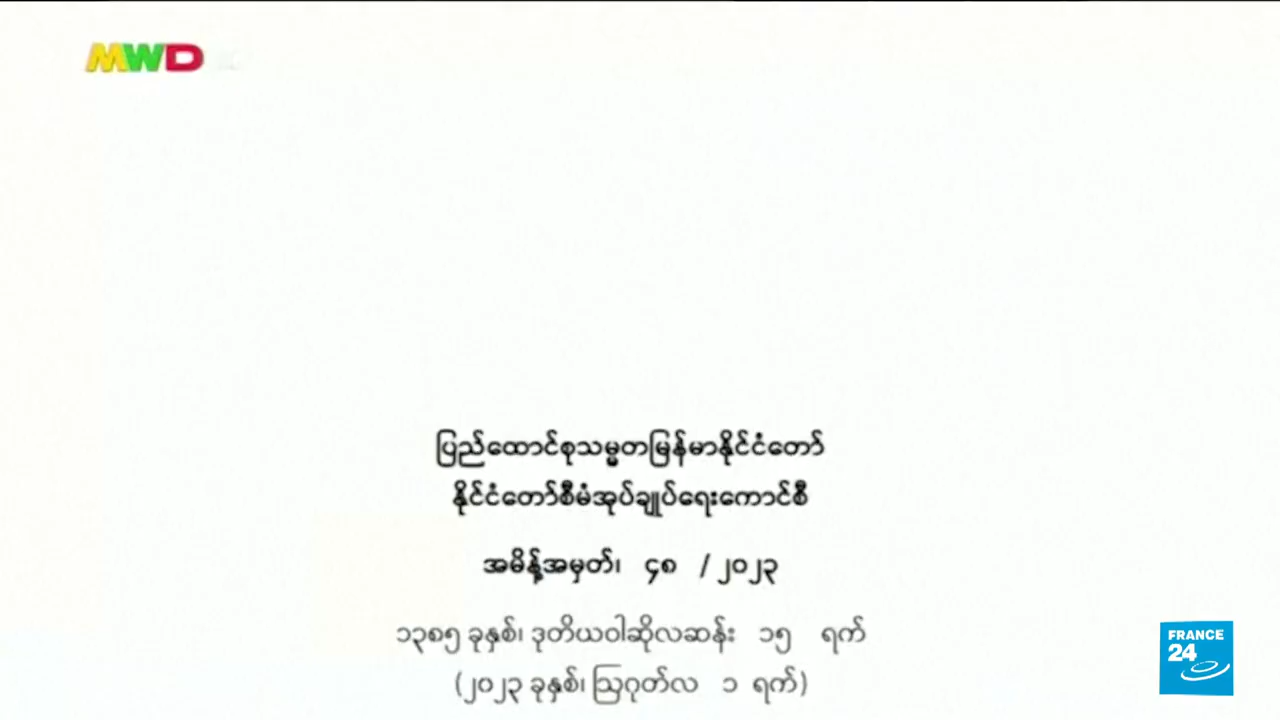 MWD
ပြည်ထောင်စုသမ္မတမြန်မာနိုင်ငံတော်
နိုင်ငံတော်စီမံအုပ်ချုပ်ရေးကောင်စီ
အမိန့်အမှတ်၊ ၄၈ / ၂၀၂၃
၁၃၈၅ ခုနှစ်၊ ဒုတိယဝါဆိုလဆန်း ၁၅ ရက်
(၂၀၂၃ ခုနှစ်၊ ဩဂုတ်လ ၁ ရက်)
FRANCE
24